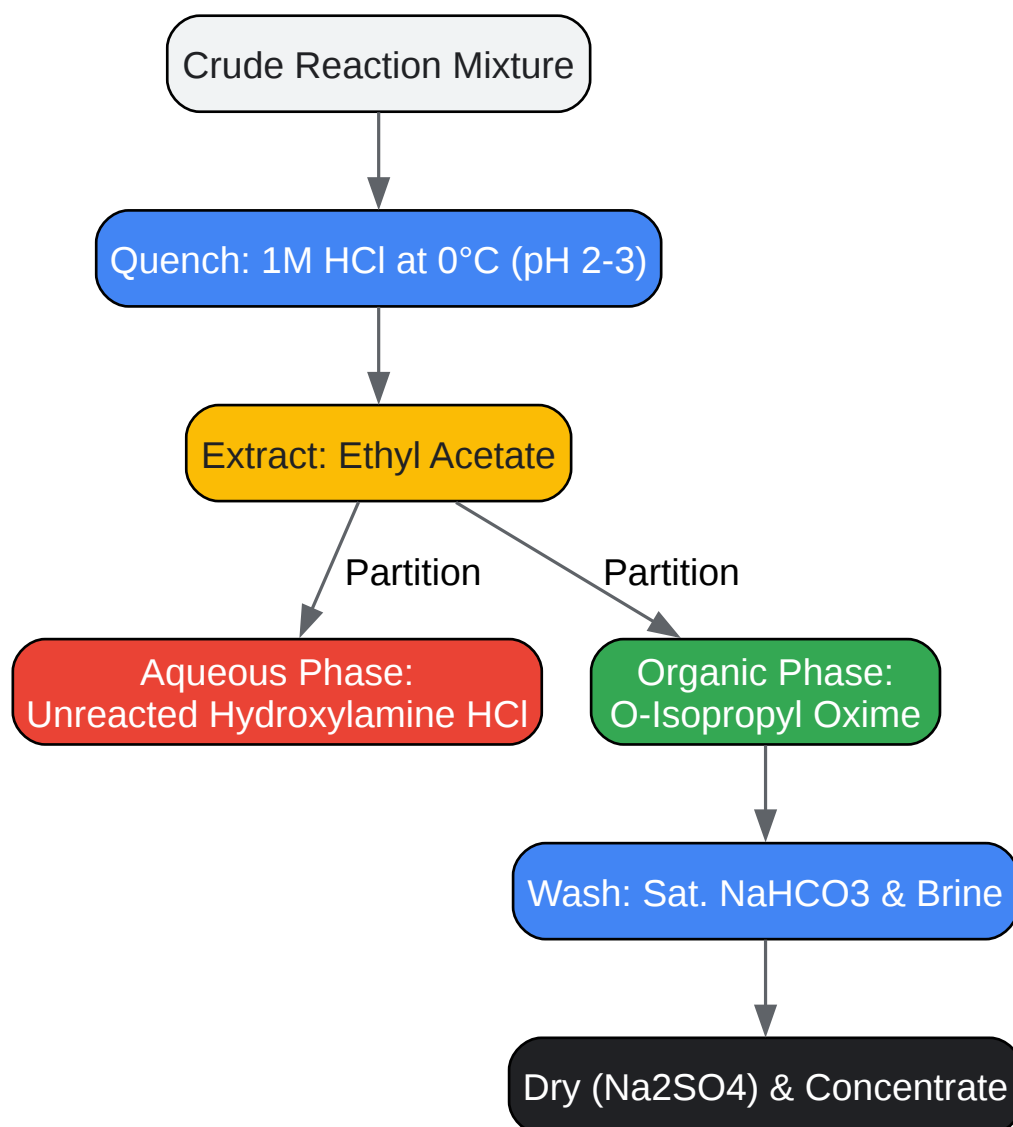 Crude Reaction Mixture
Quench: 1M HCl at 0°C (pH 2-3)
Extract: Ethyl Acetate
Partition
Partition
Aqueous Phase:
Unreacted Hydroxylamine HCl
Organic Phase:
O-Isopropyl Oxime
Wash: Sat. NaHCO3 & Brine
Dry (Na2SO4) & Concentrate